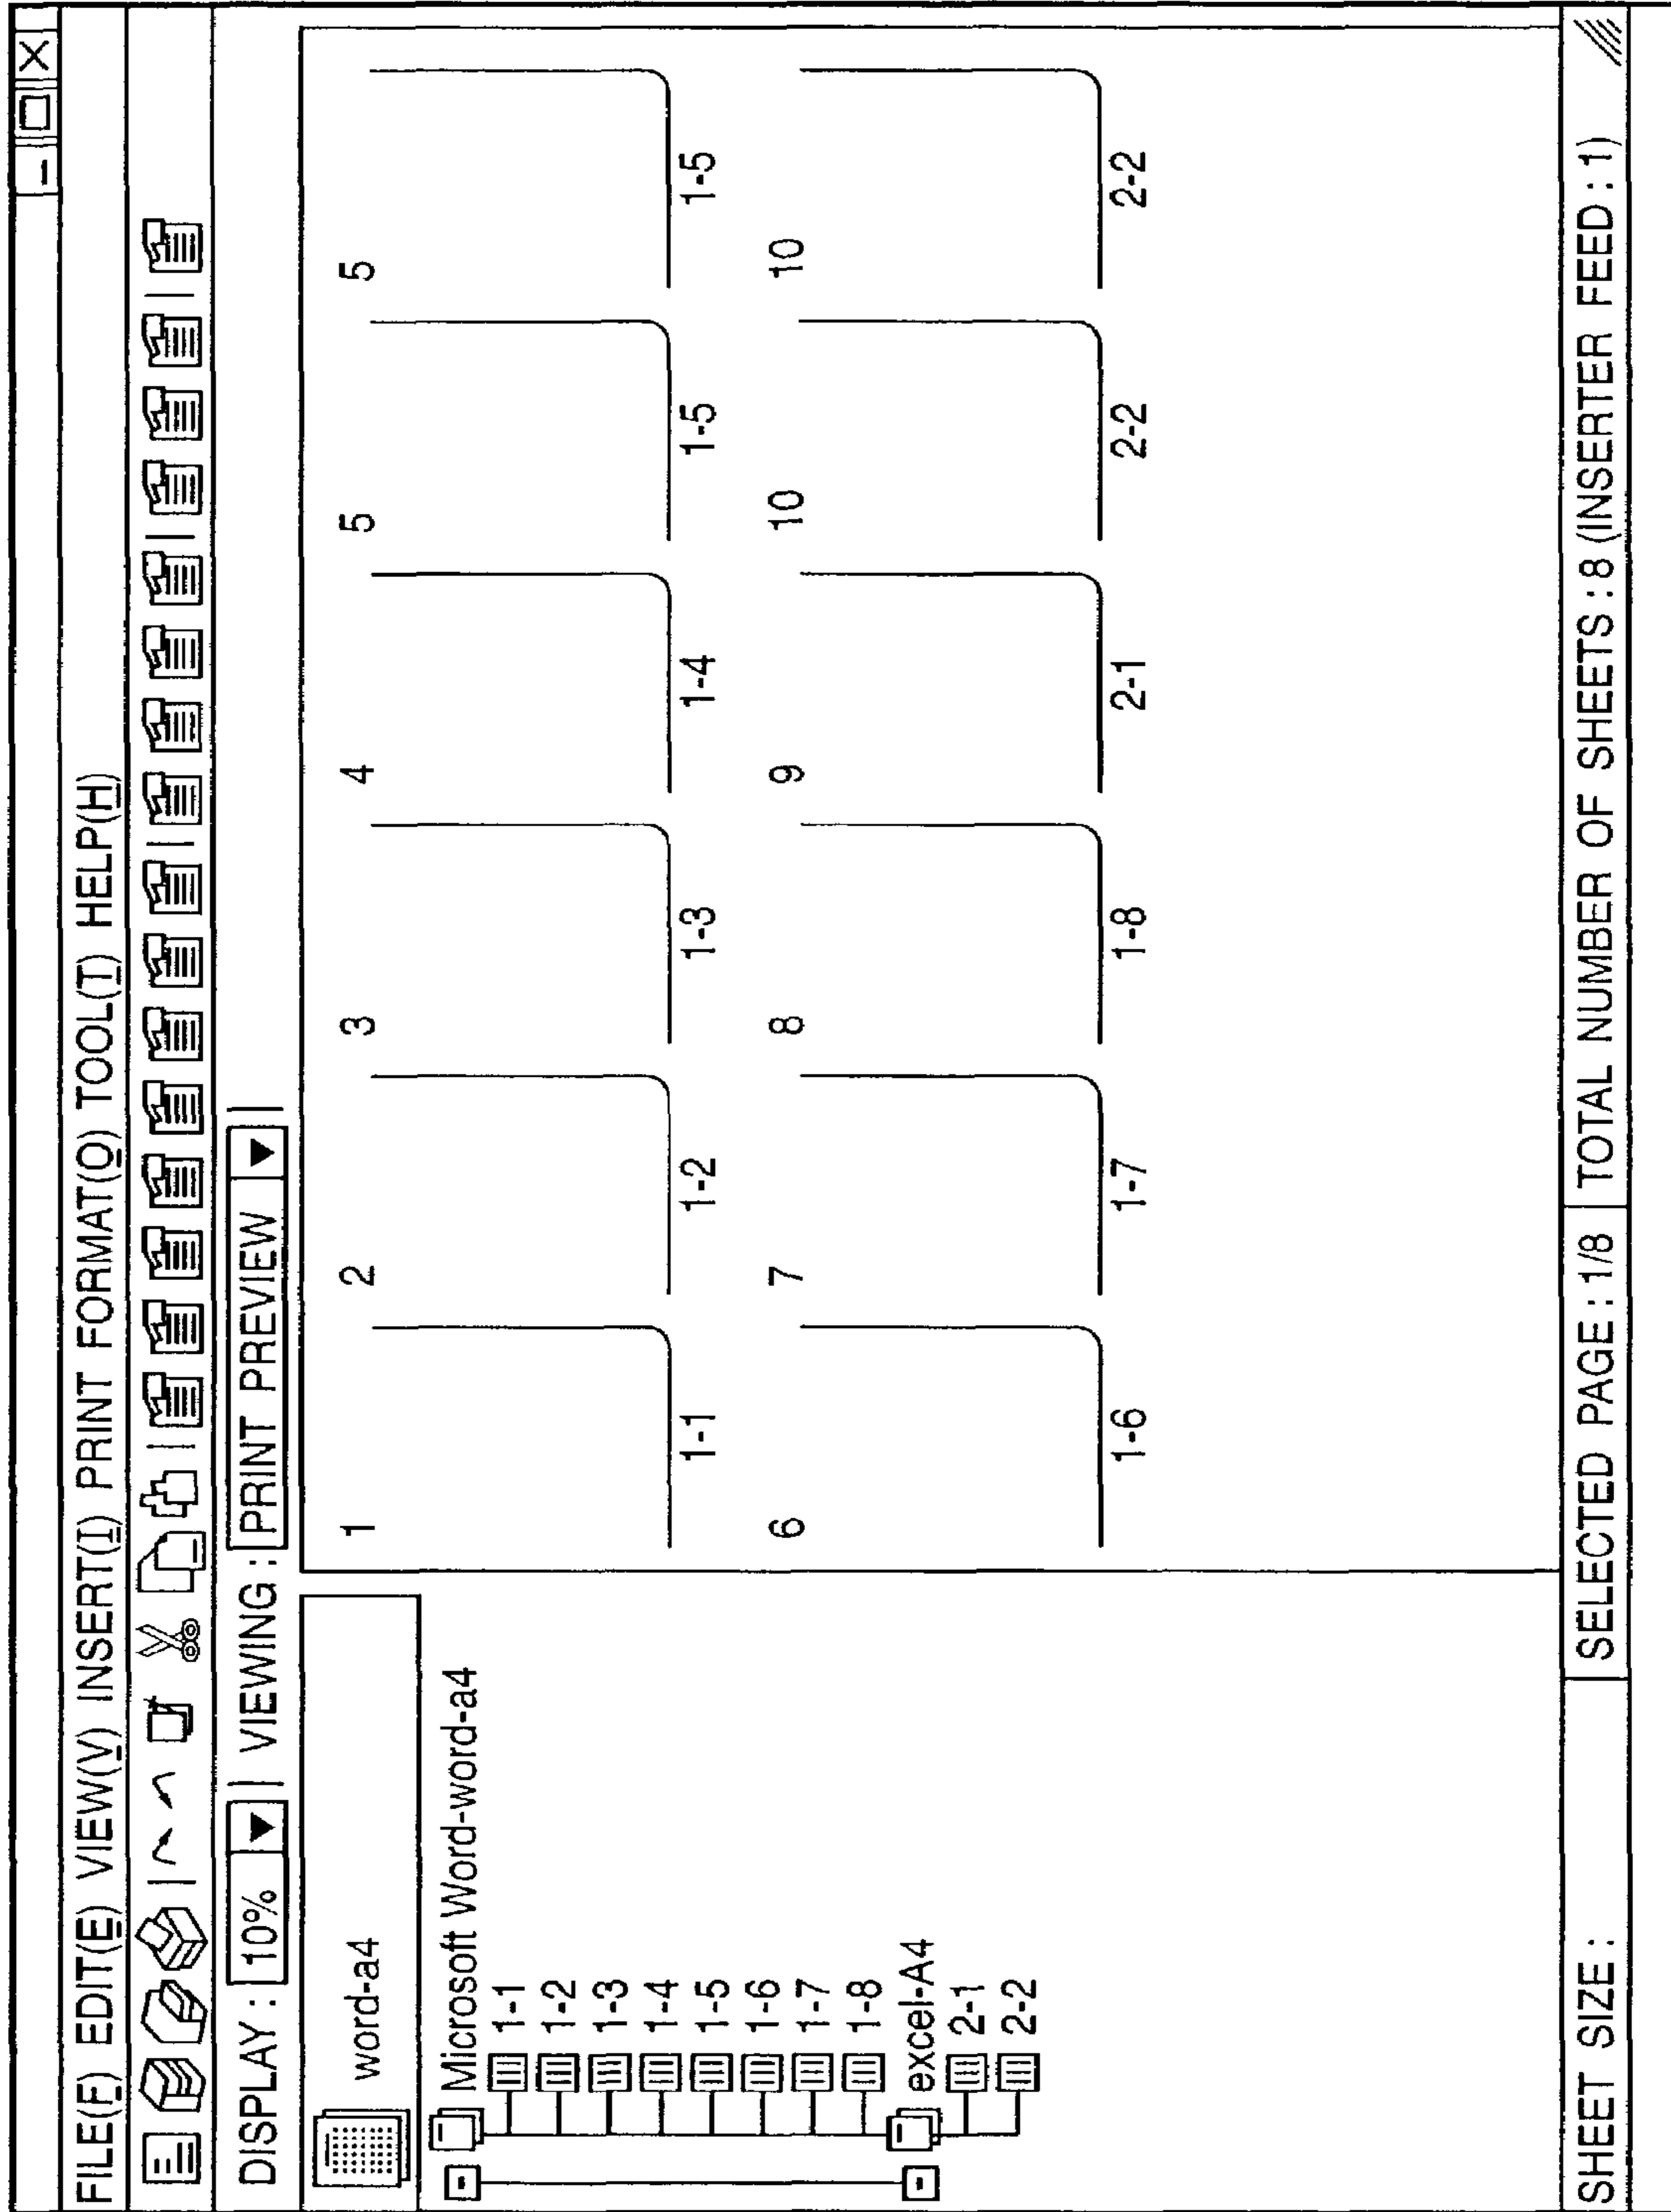 FILE(F) EDIT(E) VIEW(V) INSERT(I) PRINT FORMAT(O) TOOL(T) HELP(H)
DISPLAY : 10% VIEWING : PRINT PREVIEW
word-a4
Microsoft Word-word-a4
1-1
1-2
1-3
1-4
1-5
1-6
1-7
1-8
excel-A4
2-1
2-2
1 2 3 4 5 5
1-1 1-2 1-3 1-4 1-5 1-5
6 7 8 9 10 10
1-6 1-7 1-8 2-1 2-2 2-2
SHEET SIZE : SELECTED PAGE : 1/8 TOTAL NUMBER OF SHEETS : 8 (INSERTER FEED : 1)